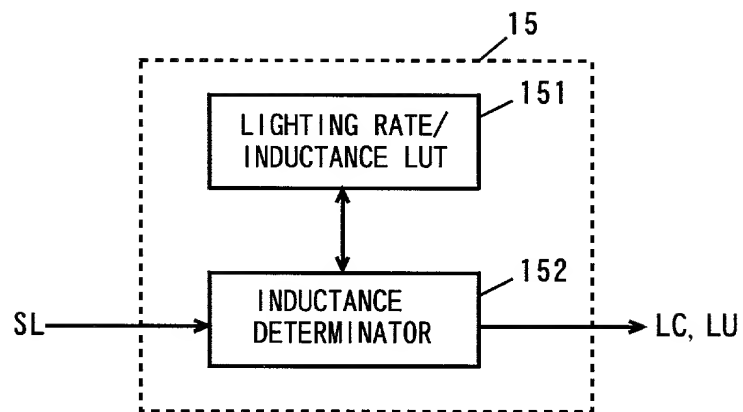 15
151
LIGHTING RATE/
INDUCTANCE LUT
152
INDUCTANCE
DETERMINATOR
SL
LC, LU